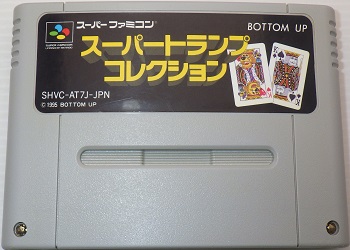 スーパーファミコン
BOTTOM UP
スーパートランプ
コレクション
SHVC-AT7J-JPN
© 1995 BOTTOM UP